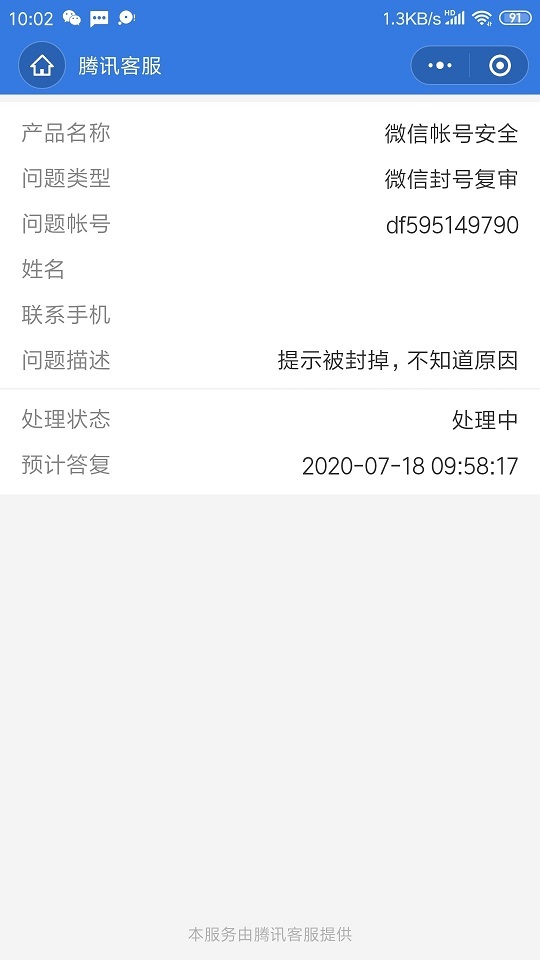 10:02 1.3KB/s HD 91
腾讯客服
产品名称 微信帐号安全
问题类型 微信封号复审
问题帐号 df595149790
姓名
联系手机
问题描述 提示被封掉，不知道原因
处理状态 处理中
预计答复 2020-07-18 09:58:17
本服务由腾讯客服提供